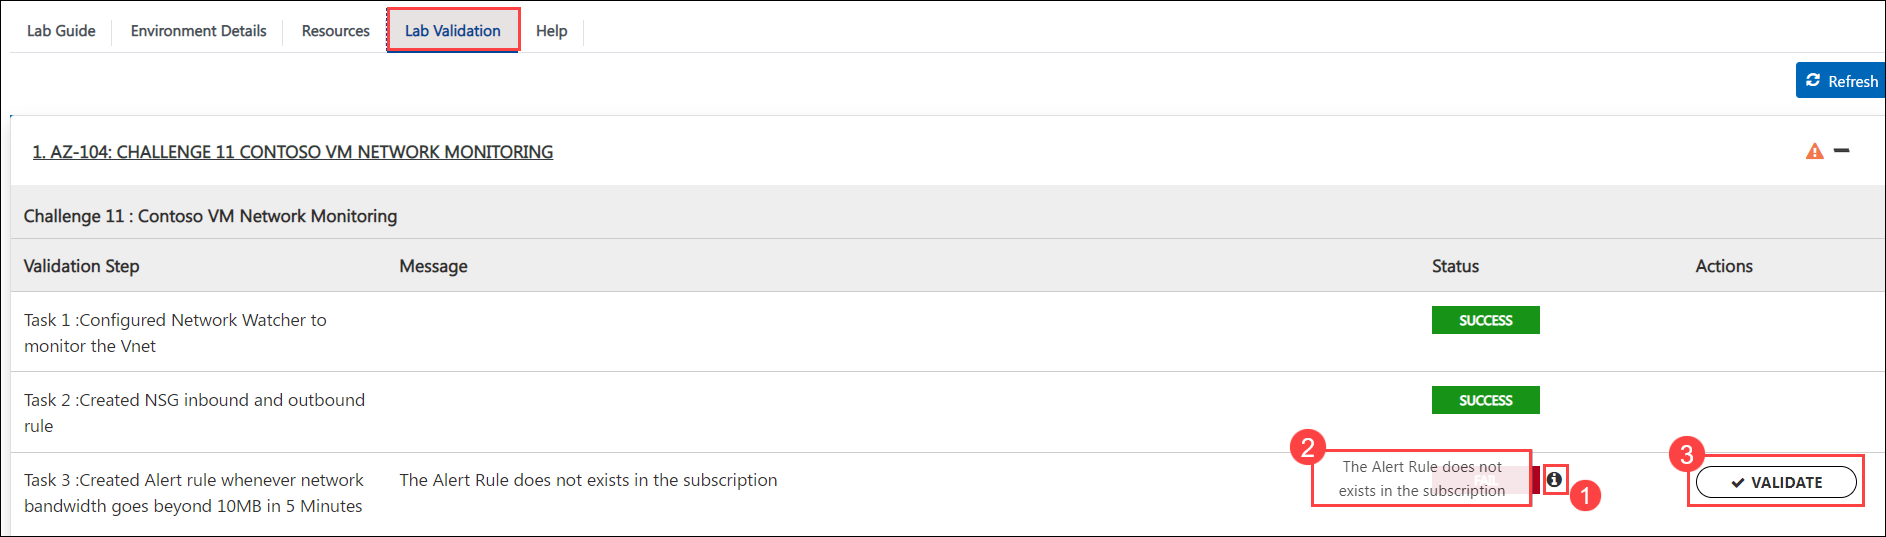 Lab Guide
Environment Details
Resources
Lab Validation
Help
Refresh
1. AZ-104: CHALLENGE 11 CONTOSO VM NETWORK MONITORING
Challenge 11 : Contoso VM Network Monitoring
Validation Step
Message
Status
Actions
Task 1 :Configured Network Watcher to
monitor the Vnet
SUCCESS
Task 2 :Created NSG inbound and outbound
rule
SUCCESS
Task 3 :Created Alert rule whenever network
bandwidth goes beyond 10MB in 5 Minutes
The Alert Rule does not exists in the subscription
2
The Alert Rule does not
exists in the subscription
FAIL
1
3
VALIDATE